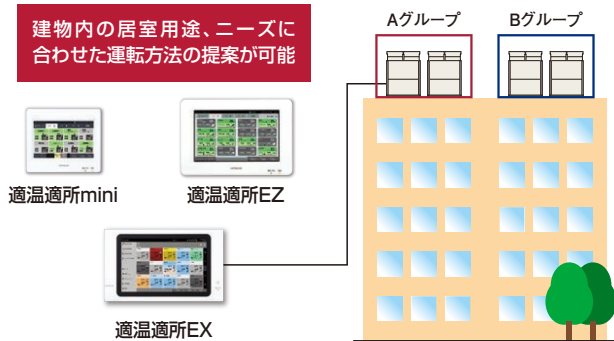 建物内の居室用途、ニーズに
合わせた運転方法の提案が可能
Aグループ
Bグループ
適温適所mini
適温適所EZ
適温適所EX